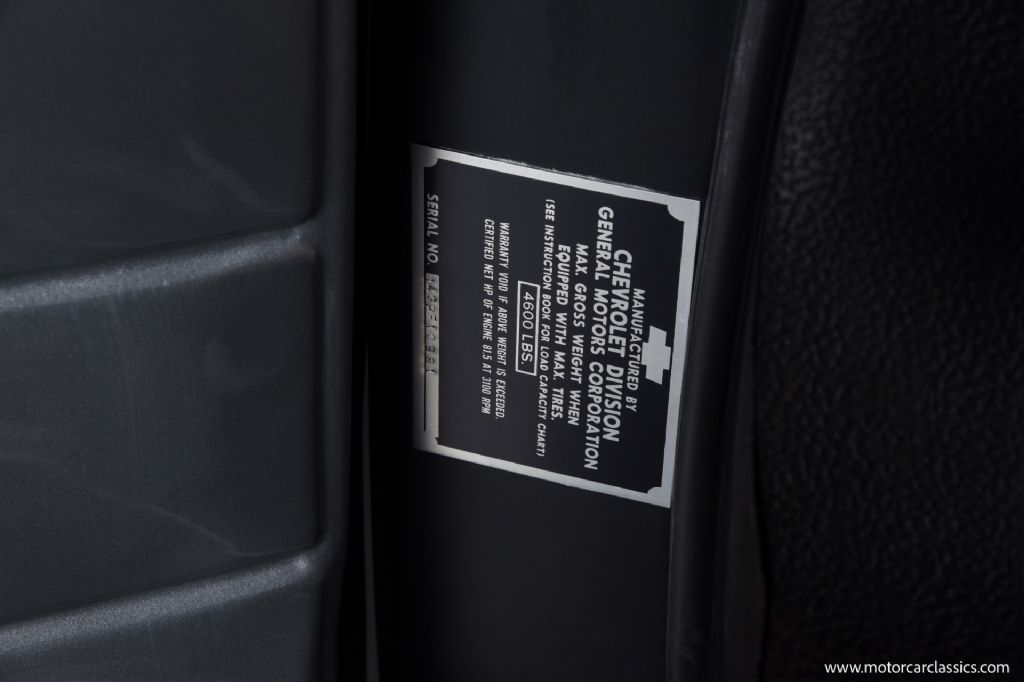 MANUFACTURED BY
CHEVROLET DIVISION
GENERAL MOTORS CORPORATION
MAX. GROSS WEIGHT WHEN
EQUIPPED WITH MAX. TIRES.
(SEE INSTRUCTION BOOK FOR LOAD CAPACITY CHART)
4600 LBS.
WARRANTY VOID IF ABOVE WEIGHT IS EXCEEDED.
CERTIFIED NET HP OF ENGINE 81.5 AT 3100 RPM
SERIAL NO.
www.motorcarclassics.com